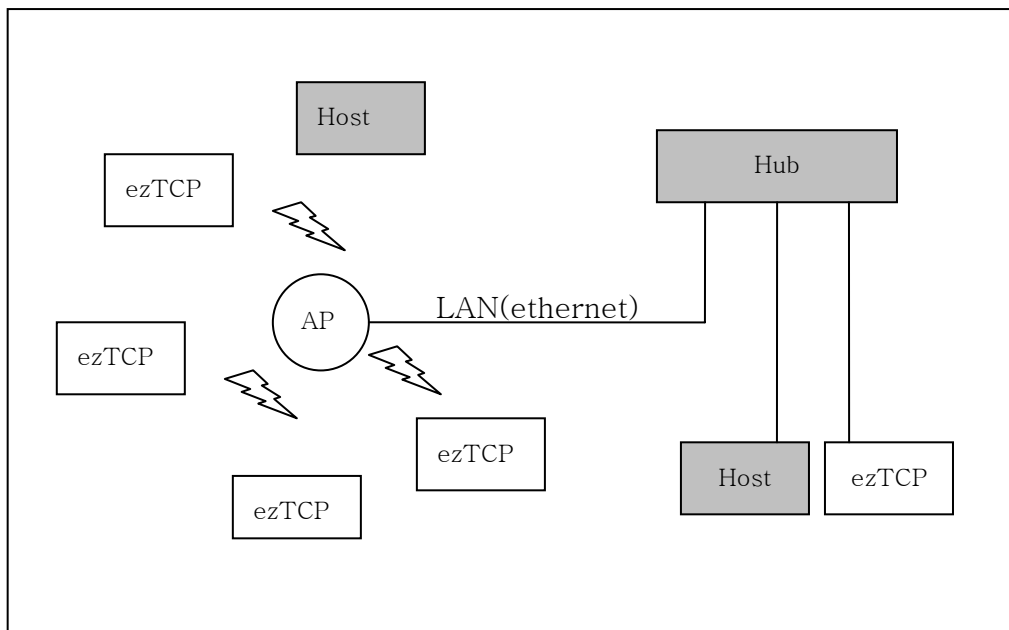 Host
Hub
ezTCP
AP
LAN(ethernet)
ezTCP
ezTCP
Host
ezTCP
ezTCP